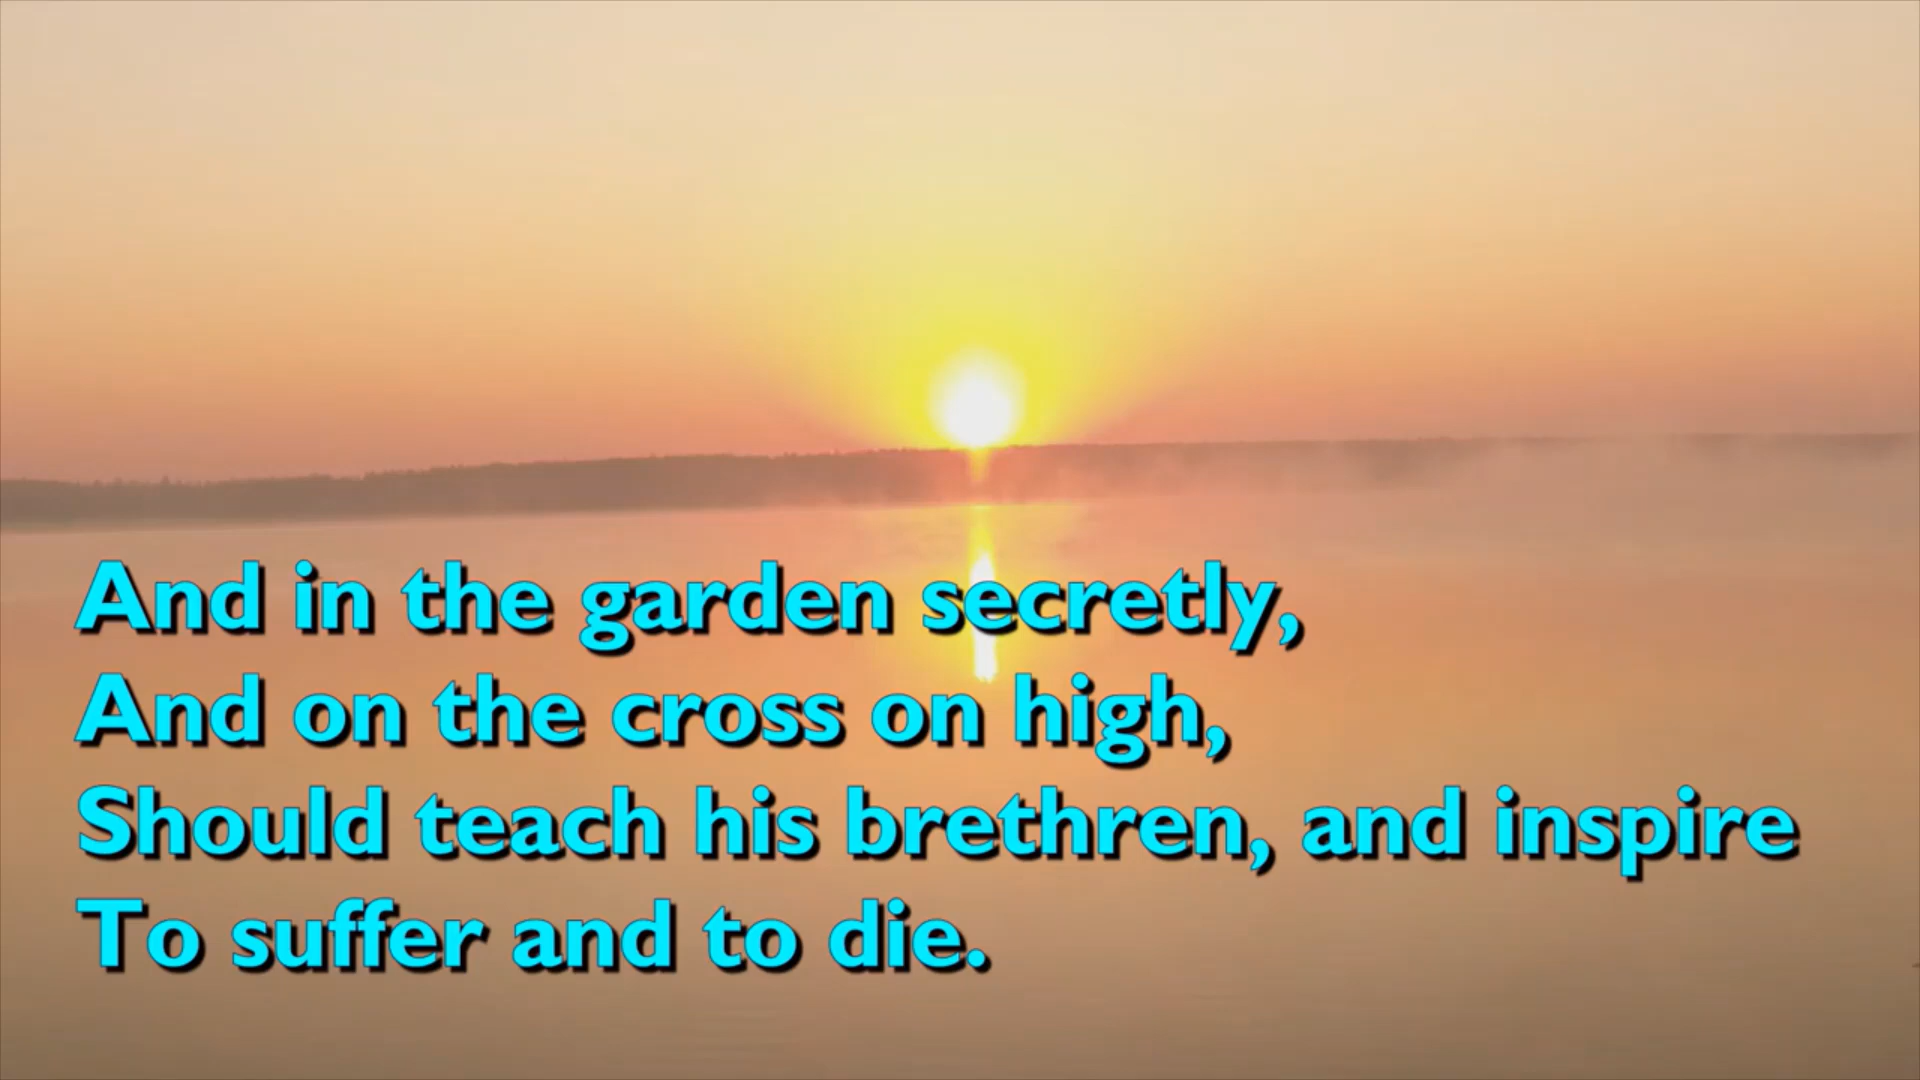 And in the garden secretly,
And on the cross on high,
Should teach his brethren, and inspire
To suffer and to die.